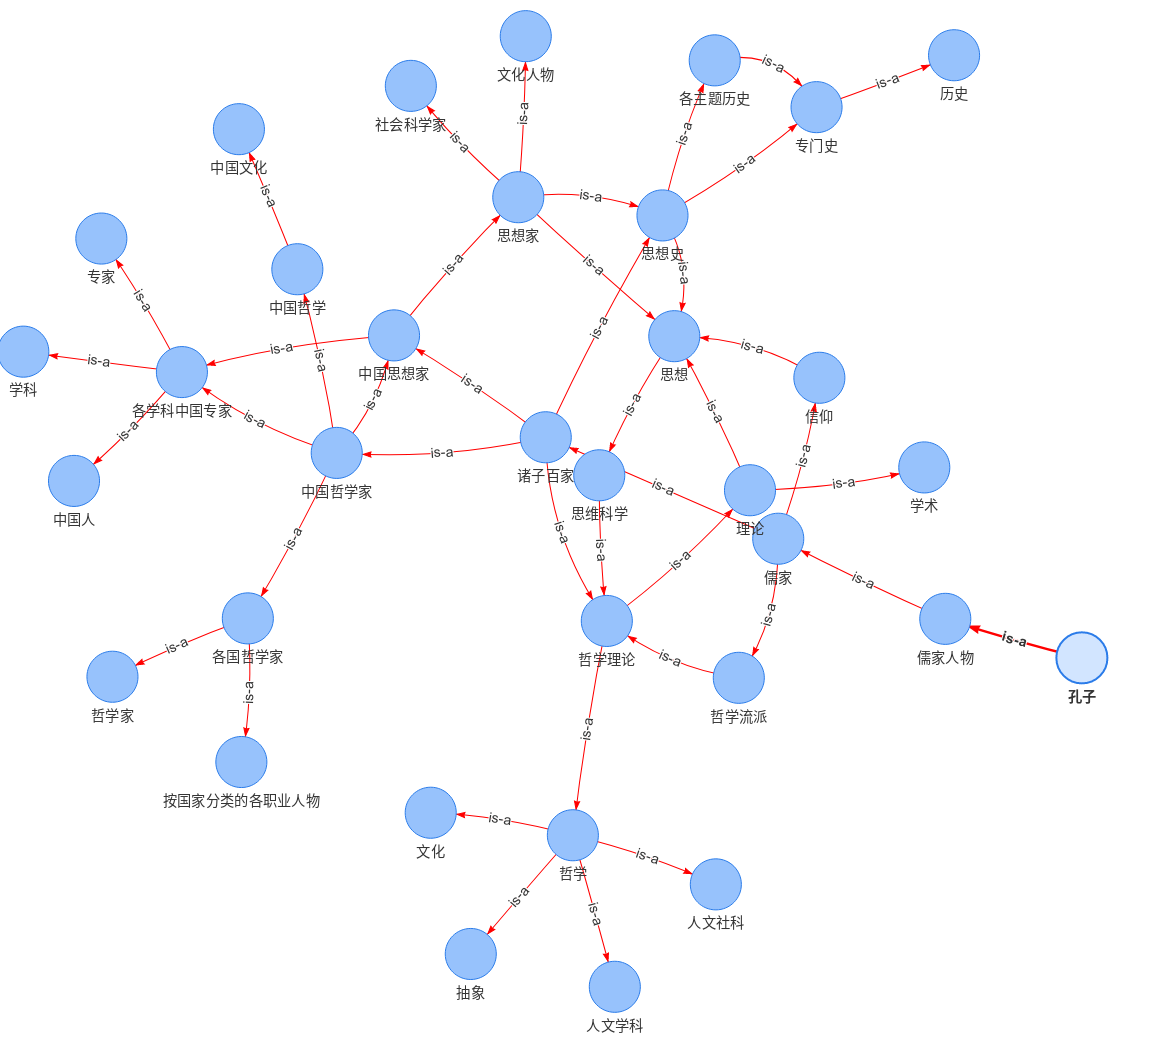 文化人物
is-a
各主题历史
历史
is-a
社会科学家
is-a
is-a
专门史
is-a
中国文化
is-a
is-a
is-a
思想家
思想史
is-a
is-a
专家
is-a
中国哲学
is-a
is-a
is-a
思想
is-a
is-a
学科
is-a
中国思想家
is-a
信仰
各学科中国专家
is-a
is-a
is-a
is-a
is-a
is-a
中国人
中国哲学家
诸子百家
思维科学
is-a
is-a
理论
is-a
学术
is-a
is-a
is-a
is-a
儒家
is-a
各国哲学家
is-a
哲学理论
is-a
is-a
儒家人物
is-a
孔子
哲学家
is-a
is-a
哲学流派
按国家分类的各职业人物
文化
is-a
哲学
is-a
人文社科
is-a
is-a
抽象
人文学科